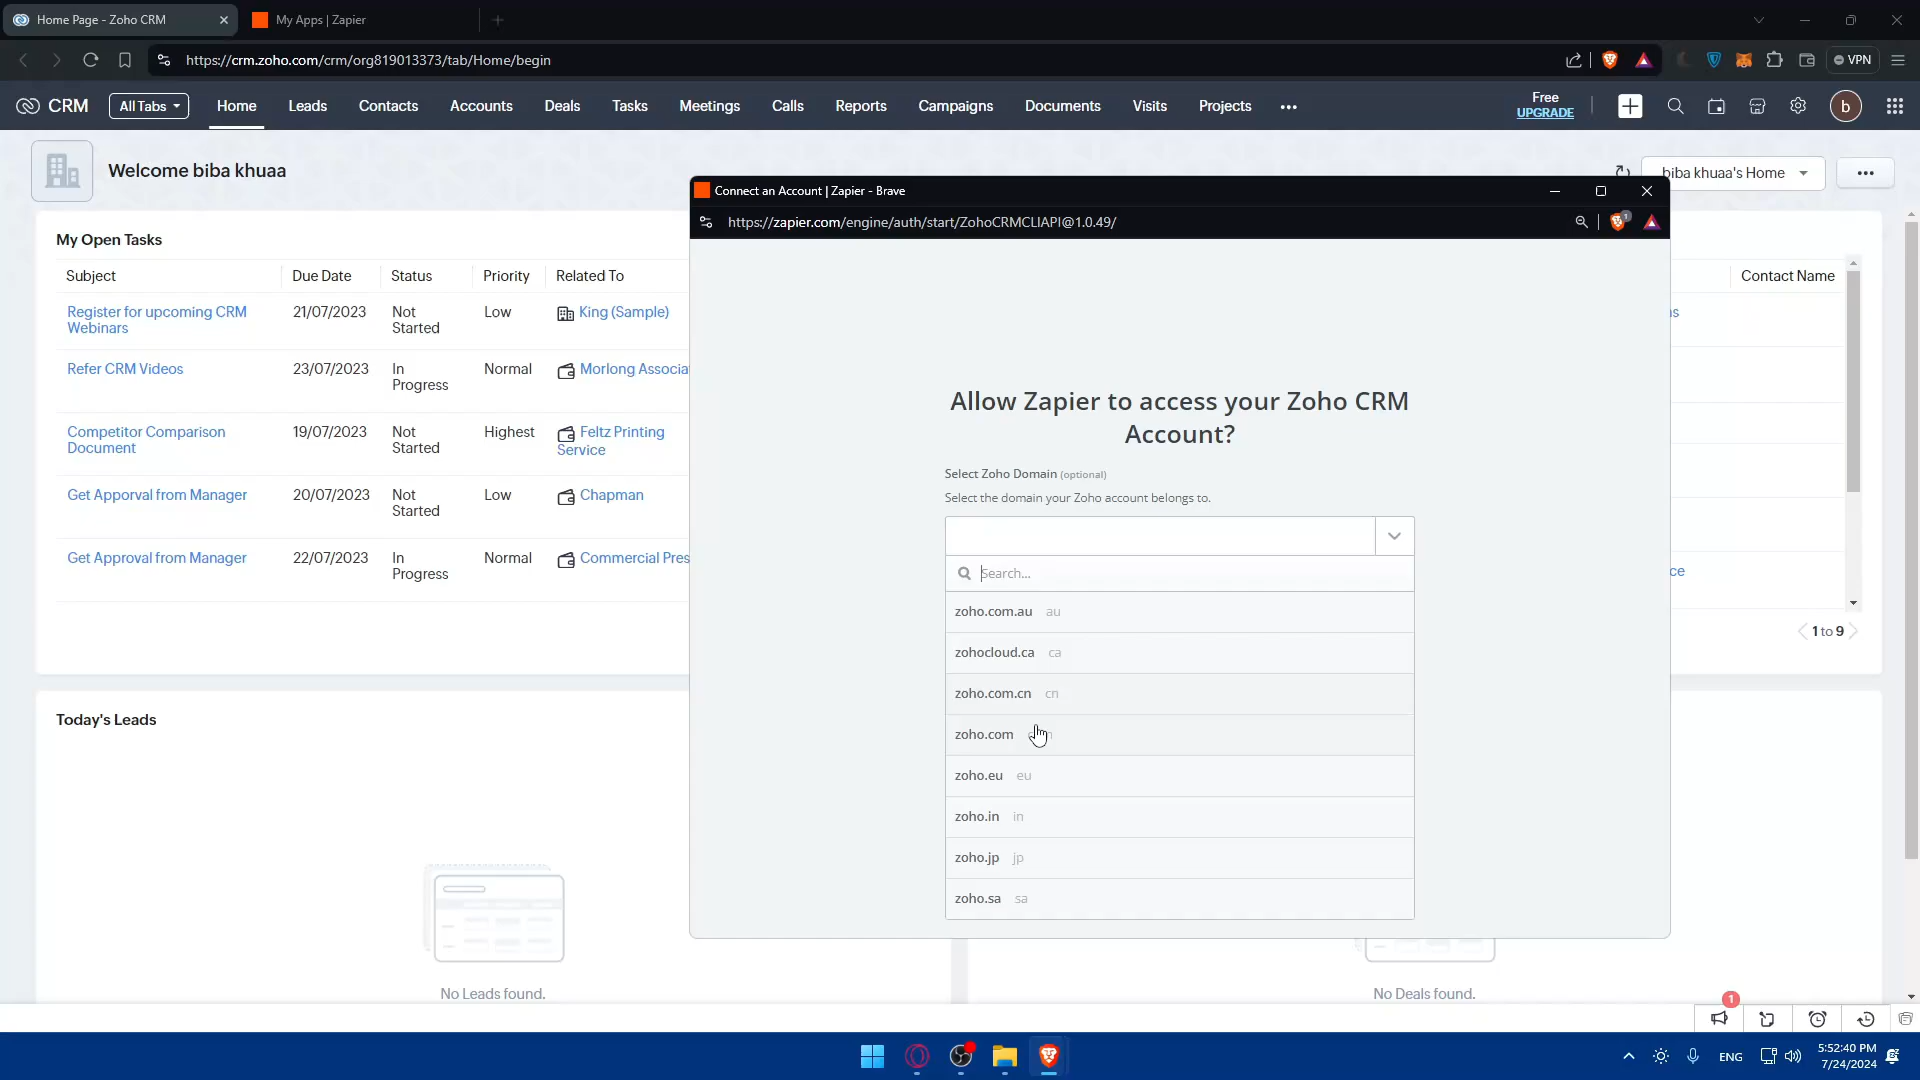 Home Page - Zoho CRM
My Apps | Zapier
https://crm.zoho.com/crm/org819013373/tab/Home/begin
VPN
CRM
All Tabs
Home
Leads
Contacts
Accounts
Deals
Tasks
Meetings
Calls
Reports
Campaigns
Documents
Visits
Projects
Free
UPGRADE
b
Welcome biba khuaa
biba khuaa's Home
My Open Tasks
Subject
Due Date
Status
Priority
Related To
Register for upcoming CRM
Webinars
21/07/2023
Not
Started
Low
King (Sample)
Refer CRM Videos
23/07/2023
In
Progress
Normal
Morlong Associa
Competitor Comparison
Document
19/07/2023
Not
Started
Highest
Feltz Printing
Service
Get Apporval from Manager
20/07/2023
Not
Started
Low
Chapman
Get Approval from Manager
22/07/2023
In
Progress
Normal
Commercial Pres
Contact Name
1 to 9
Connect an Account | Zapier - Brave
https://zapier.com/engine/auth/start/ZohoCRMCLIAPI@1.0.49/
1
Allow Zapier to access your Zoho CRM
Account?
Select Zoho Domain (optional)
Select the domain your Zoho account belongs to.
Search...
zoho.com.au au
zohocloud.ca ca
zoho.com.cn cn
zoho.com
zoho.eu eu
zoho.in in
zoho.jp jp
zoho.sa sa
Today's Leads
No Leads found.
No Deals found.
1
ENG
5:52:40 PM
7/24/2024